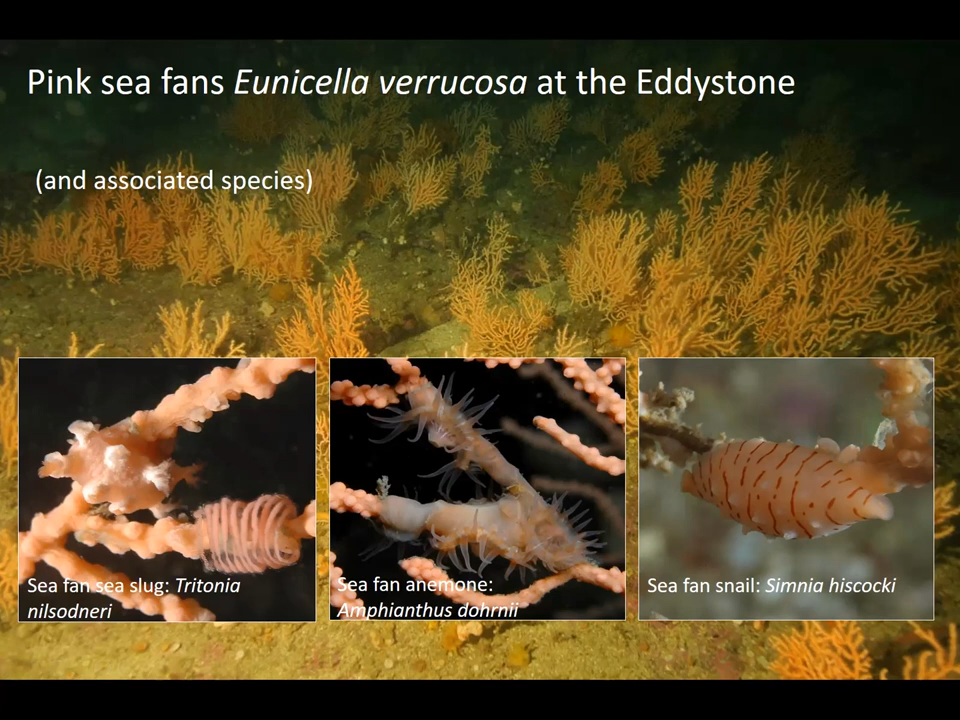 Pink sea fans Eunicella verrucosa at the Eddystone
(and associated species)
Sea fan sea slug: Tritonia
nilsodneri
Sea fan anemone:
Amphianthus dohrnii
Sea fan snail: Simnia hiscocki